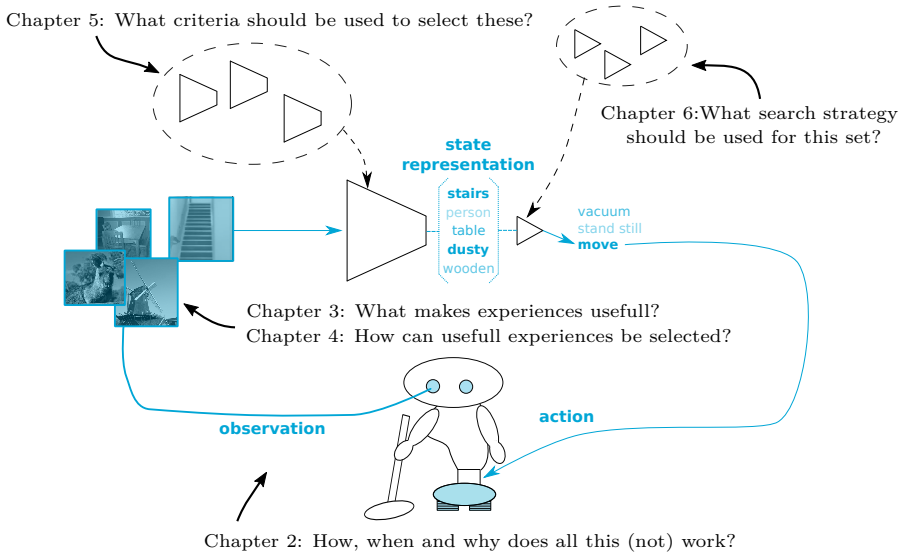 Chapter 5: What criteria should be used to select these?
Chapter 6:What search strategy
should be used for this set?
state
representation
stairs
person
table
dusty
wooden
vacuum
stand still
move
Chapter 3: What makes experiences usefull?
Chapter 4: How can usefull experiences be selected?
observation
action
Chapter 2: How, when and why does all this (not) work?